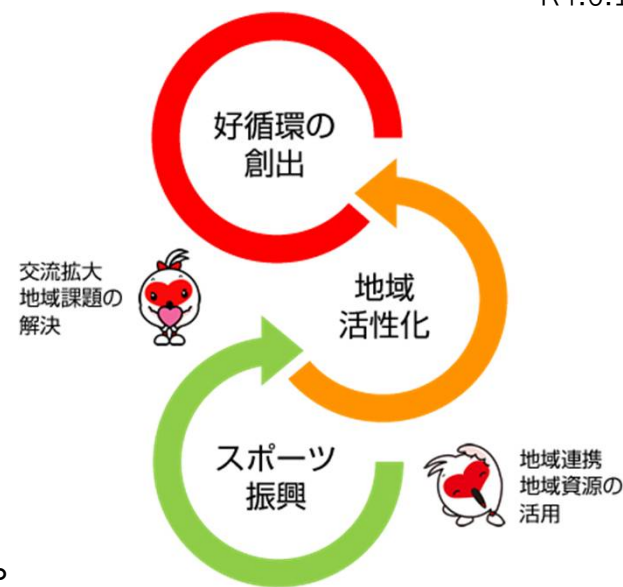 好循環の
創出
地域
活性化
交流拡大
地域課題の
解決
スポーツ
振興
地域連携
地域資源の
活用